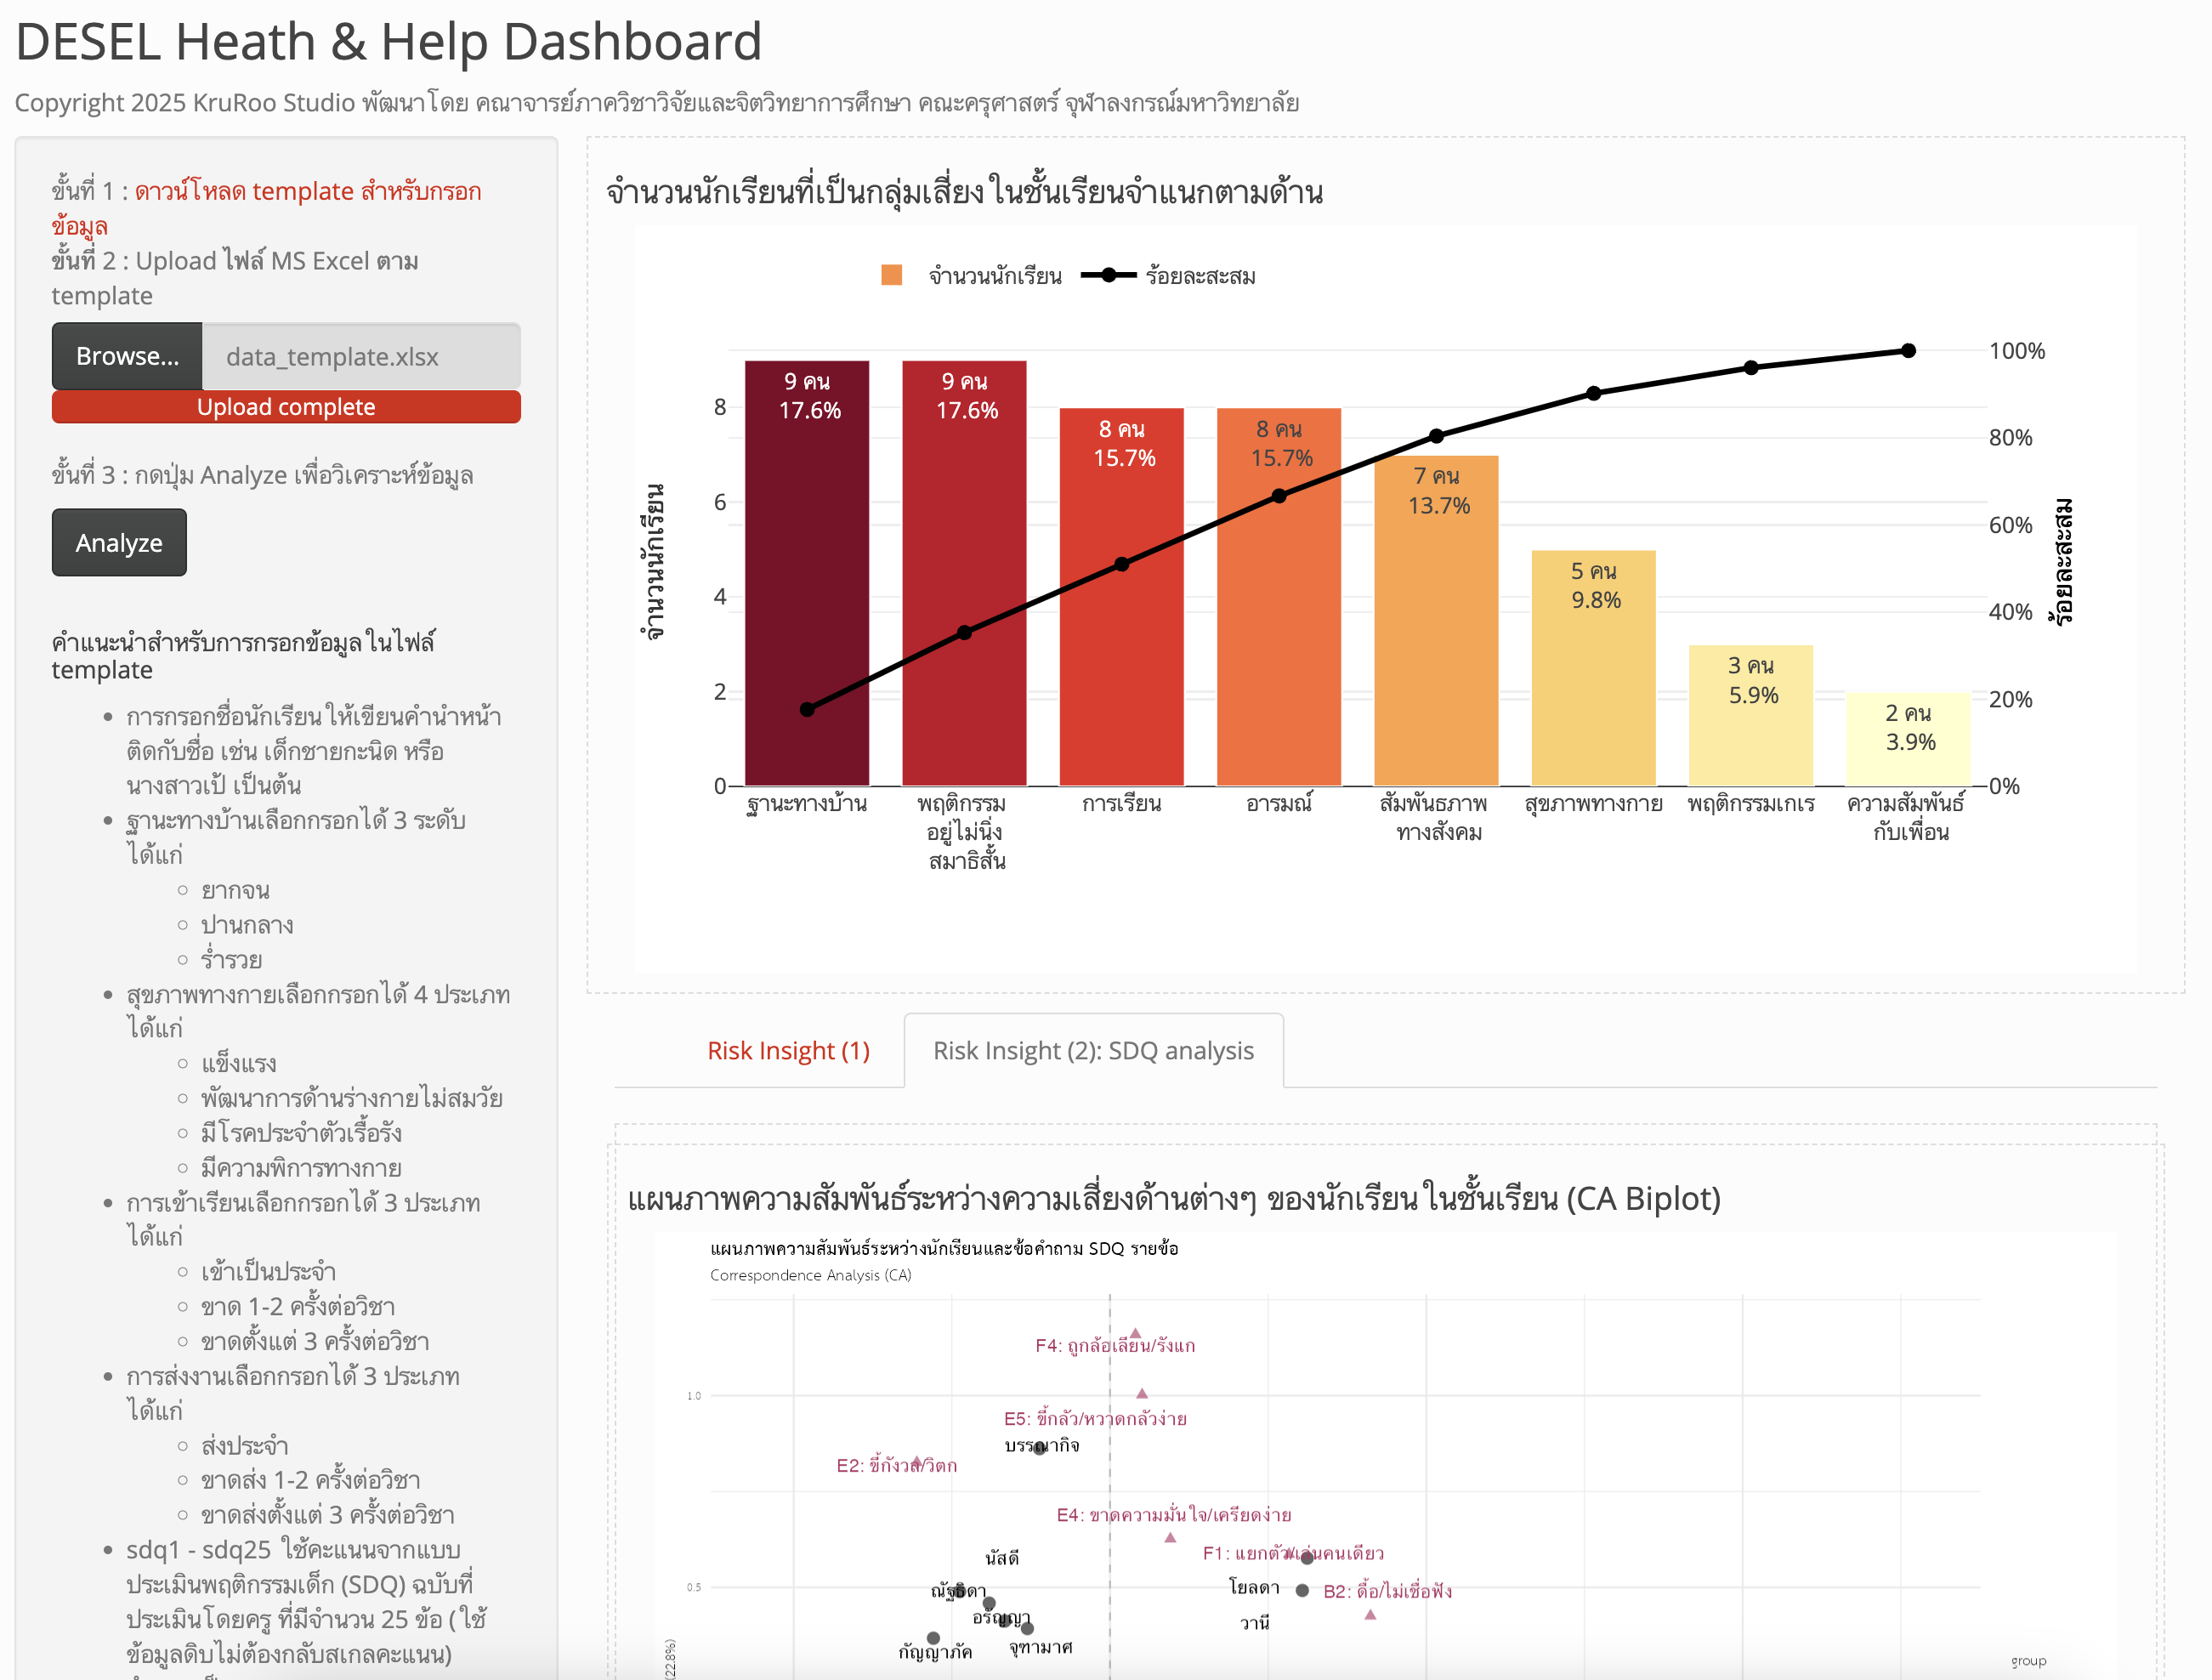 DESEL Heath & Help Dashboard
Copyright 2025 KruRoo Studio พัฒนาโดย คณาจารย์ภาควิชาวิจัยและจิตวิทยาการศึกษา คณะครุศาสตร์ จุฬาลงกรณ์มหาวิทยาลัย
ขั้นที่ 1 : ดาวน์โหลด template สำหรับกรอก
ข้อมูล
ขั้นที่ 2 : Upload ไฟล์ MS Excel ตาม
template
Browse...
data_template.xlsx
Upload complete
ขั้นที่ 3 : กดปุ่ม Analyze เพื่อวิเคราะห์ข้อมูล
Analyze
คำแนะนำสำหรับการกรอกข้อมูลในไฟล์
template
• การกรอกชื่อนักเรียนให้เขียนคำนำหน้า
ติดกับชื่อ เช่น เด็กชายกะนิด หรือ
นางสาวเป้ เป็นต้น
• ฐานะทางบ้านเลือกกรอกได้ 3 ระดับ
ได้แก่
○ ยากจน
○ ปานกลาง
○ ร่ำรวย
• สุขภาพทางกายเลือกกรอกได้ 4 ประเภท
ได้แก่
○ แข็งแรง
○ พัฒนาการด้านร่างกายไม่สมวัย
○ มีโรคประจำตัวเรื้อรัง
○ มีความพิการทางกาย
• การเข้าเรียนเลือกกรอกได้ 3 ประเภท
ได้แก่
○ เข้าเป็นประจำ
○ ขาด 1-2 ครั้งต่อวิชา
○ ขาดตั้งแต่ 3 ครั้งต่อวิชา
• การส่งงานเลือกกรอกได้ 3 ประเภท
ได้แก่
○ ส่งประจำ
○ ขาดส่ง 1-2 ครั้งต่อวิชา
○ ขาดส่งตั้งแต่ 3 ครั้งต่อวิชา
• sdq1 - sdq25 ใช้คะแนนจากแบบ
ประเมินพฤติกรรมเด็ก (SDQ) ฉบับที่
ประเมินโดยครู ที่มีจำนวน 25 ข้อ (ใช้
ข้อมูลดิบไม่ต้องกลับสเกลคะแนน)
จำนวนนักเรียนที่เป็นกลุ่มเสี่ยงในชั้นเรียนจำแนกตามด้าน
จำนวนนักเรียน
ร้อยละสะสม
จำนวนนักเรียน
8
6
4
2
0
9 คน
17.6%
9 คน
17.6%
8 คน
15.7%
8 คน
15.7%
7 คน
13.7%
5 คน
9.8%
3 คน
5.9%
2 คน
3.9%
100%
80%
60%
40%
20%
0%
ร้อยละสะสม
ฐานะทางบ้าน
พฤติกรรม
อยู่ไม่นิ่ง
สมาธิสั้น
การเรียน
อารมณ์
สัมพันธภาพ
ทางสังคม
สุขภาพทางกาย
พฤติกรรมเกเร
ความสัมพันธ์
กับเพื่อน
Risk Insight (1)
Risk Insight (2): SDQ analysis
แผนภาพความสัมพันธ์ระหว่างความเสี่ยงด้านต่างๆ ของนักเรียนในชั้นเรียน (CA Biplot)
แผนภาพความสัมพันธ์ระหว่างนักเรียนและข้อคำถาม SDQ รายข้อ
Correspondence Analysis (CA)
F4: ถูกล้อเลียน/รังแก
1.0
E5: ขี้กลัว/หวาดกลัวง่าย
บรรณากิจ
E2: ขี้กังวล/วิตก
E4: ขาดความมั่นใจ/เครียดง่าย
F1: แยกตัว/เล่นคนเดียว
นัสดี
0.5
ณัฐธิดา
โยลดา
B2: ดื้อ/ไม่เชื่อฟัง
อรัญญา
วานี
จุฑามาศ
กัญญาภัค
(22.8%)
group